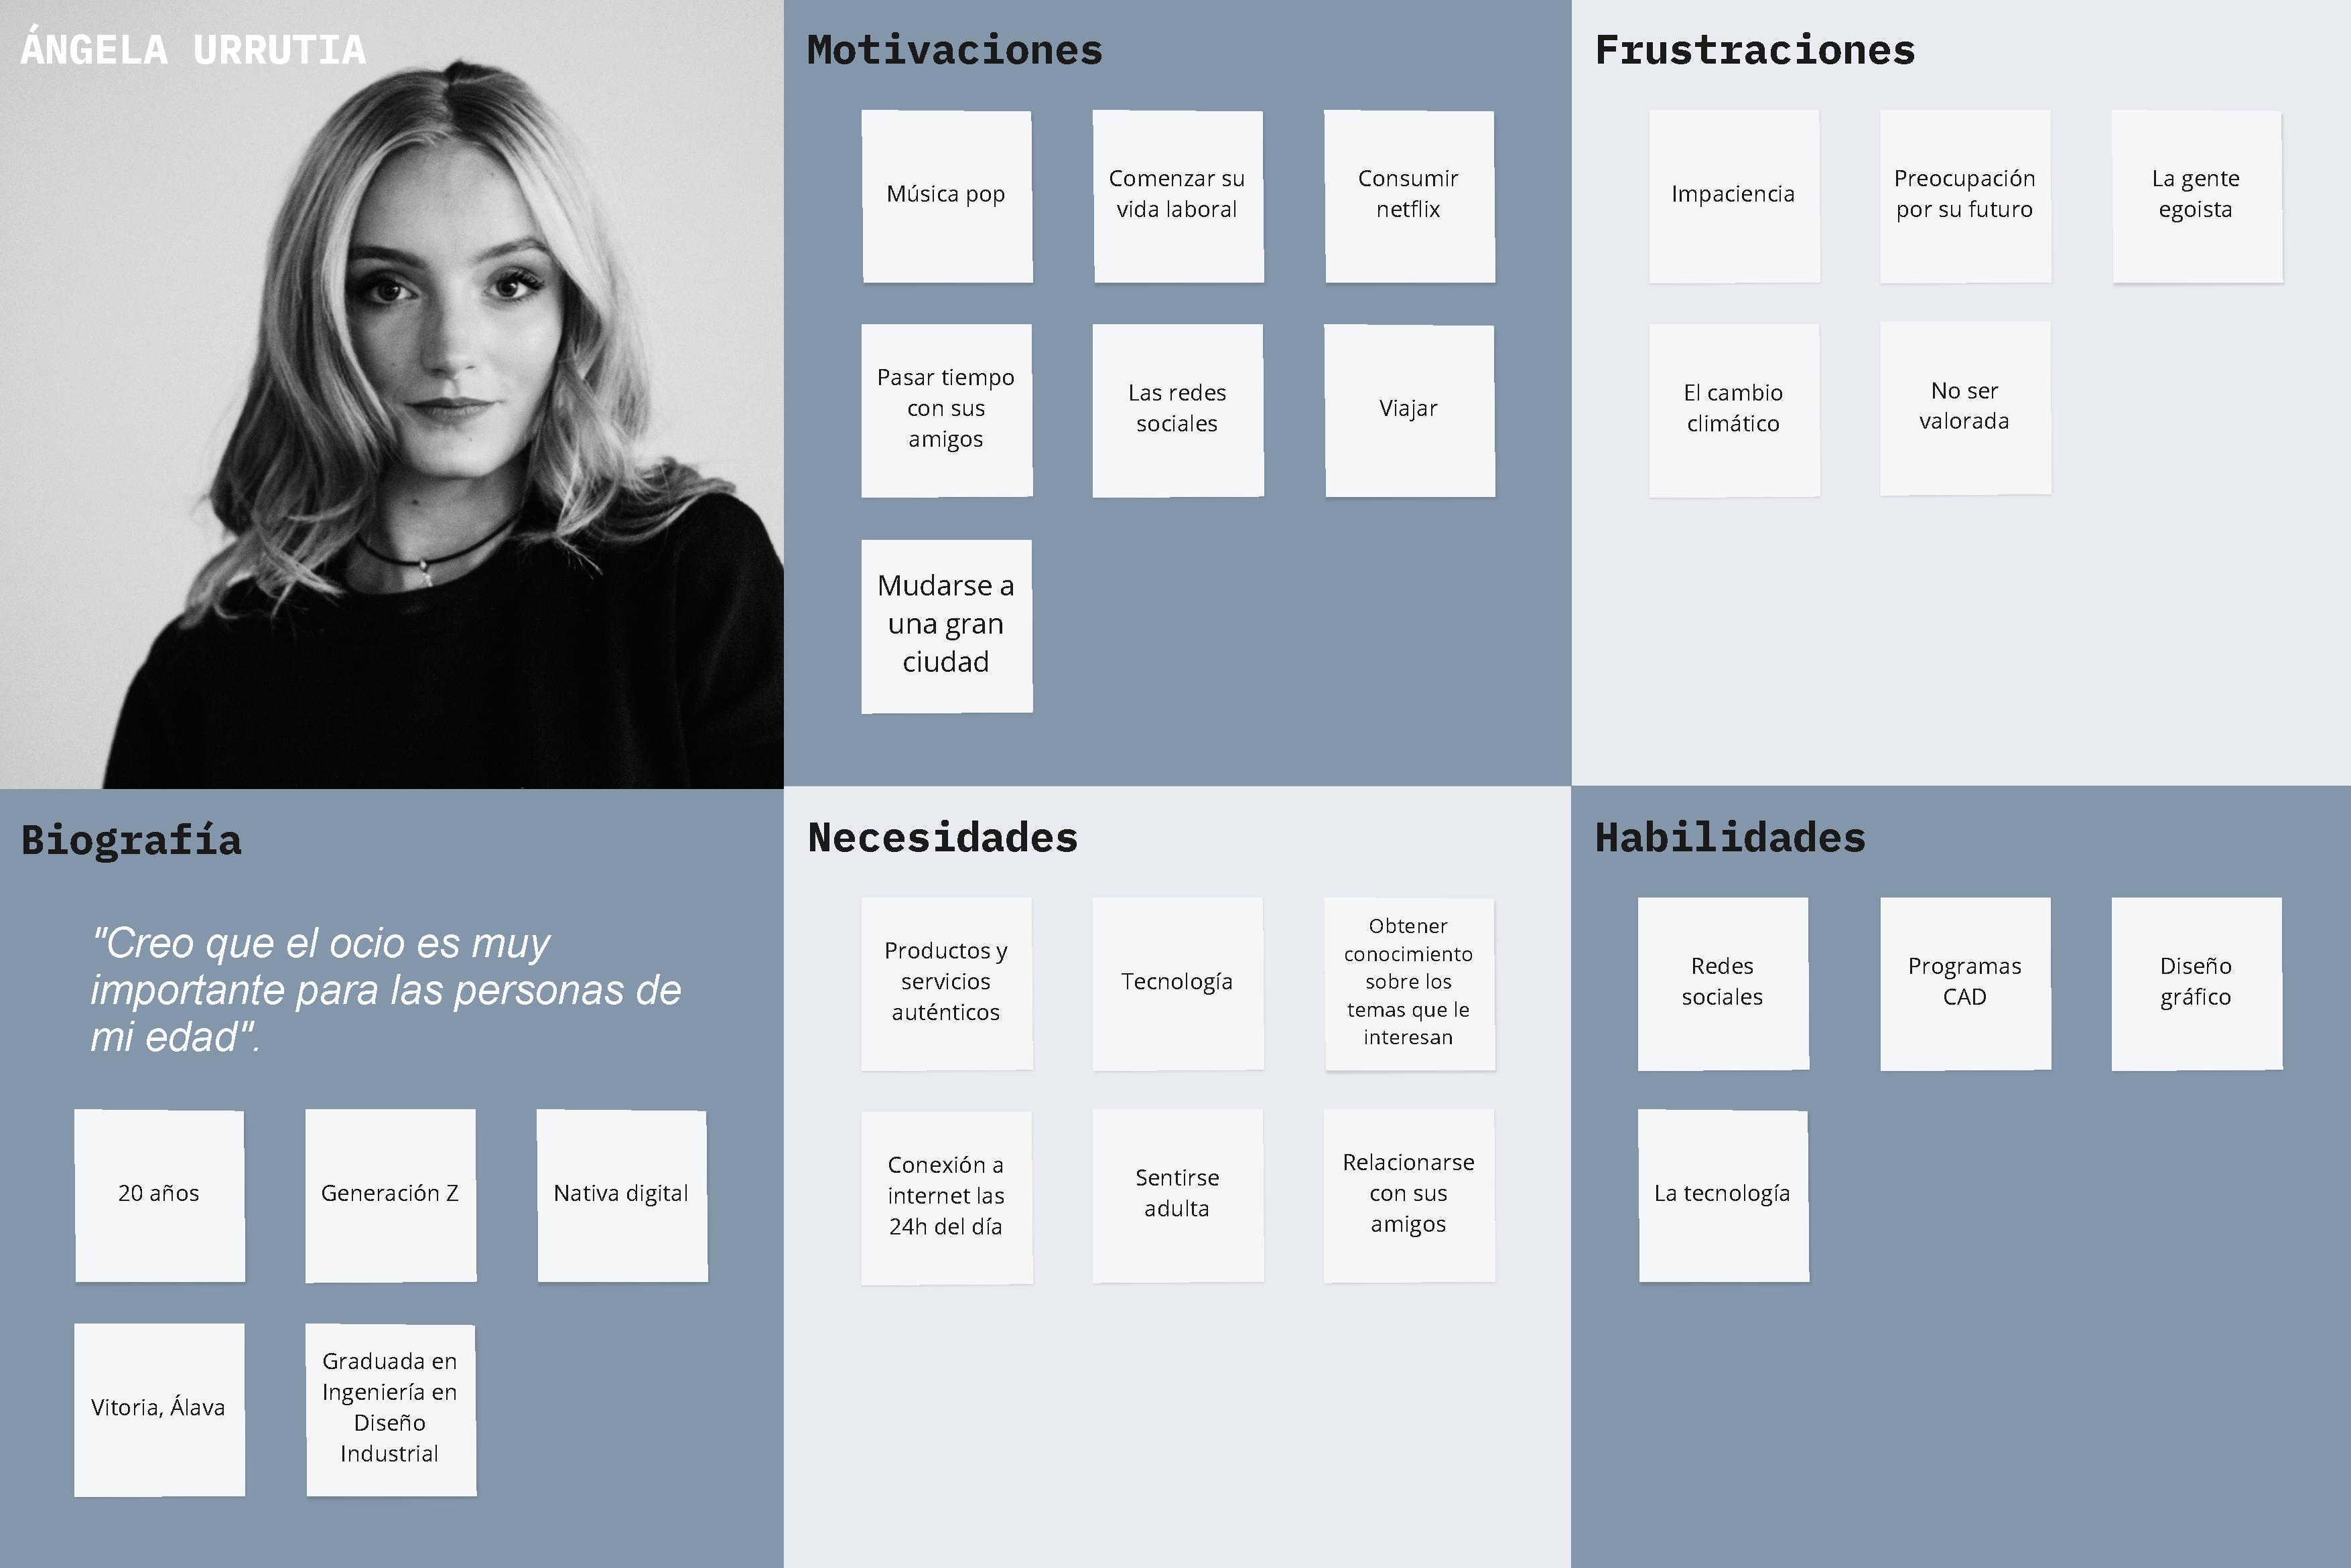 ÁNGELA URRUTIA
Motivaciones
Música pop
Comenzar su
vida laboral
Consumir
netflix
Pasar tiempo
con sus
amigos
Las redes
sociales
Viajar
Mudarse a
una gran
ciudad
Frustraciones
Impaciencia
Preocupación
por su futuro
La gente
egoista
El cambio
climático
No ser
valorada
Biografía
"Creo que el ocio es muy
importante para las personas de
mi edad".
20 años
Generación Z
Nativa digital
Vitoria, Álava
Graduada en
Ingeniería en
Diseño
Industrial
Necesidades
Productos y
servicios
auténticos
Tecnología
Obtener
conocimiento
sobre los
temas que le
interesan
Conexión a
internet las
24h del día
Sentirse
adulta
Relacionarse
con sus
amigos
Habilidades
Redes
sociales
Programas
CAD
Diseño
gráfico
La tecnología